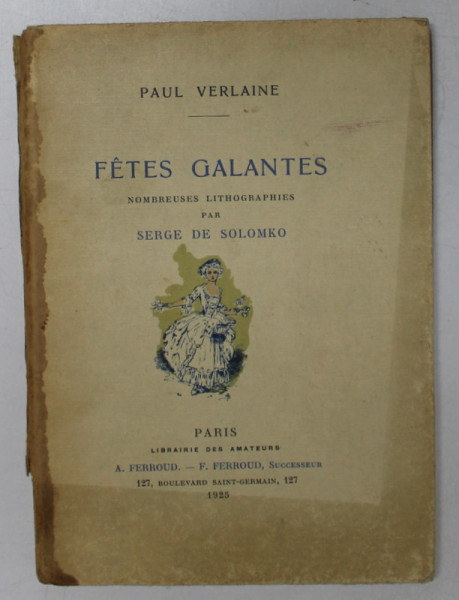 PAUL VERLAINE
FÊTES GALANTES
NOMBREUSES LITHOGRAPHIES
PAR
SERGE DE SOLOMKO
PARIS
LIBRAIRIE DES AMATEURS
A. FERROUD. — F. FERROUD, SUCCESSEUR
127, BOULEVARD SAINT-GERMAIN, 127
1925